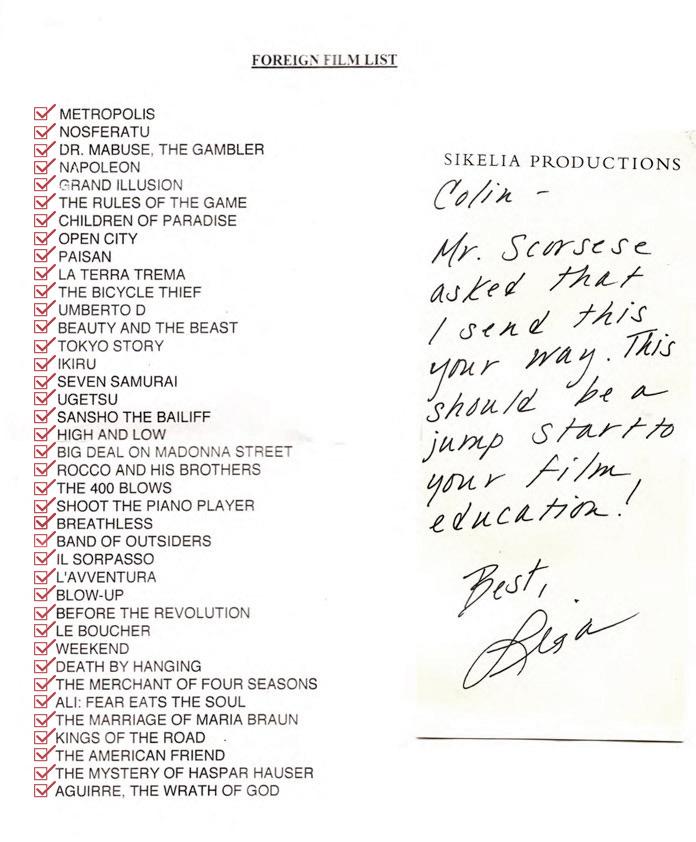 FOREIGN FILM LIST
METROPOLIS
NOSFERATU
DR. MABUSE, THE GAMBLER
NAPOLEON
GRAND ILLUSION
THE RULES OF THE GAME
CHILDREN OF PARADISE
OPEN CITY
PAISAN
LA TERRA TREMA
THE BICYCLE THIEF
UMBERTO D
BEAUTY AND THE BEAST
TOKYO STORY
IKIRU
SEVEN SAMURAI
UGETSU
SANSHO THE BAILIFF
HIGH AND LOW
BIG DEAL ON MADONNA STREET
ROCCO AND HIS BROTHERS
THE 400 BLOWS
SHOOT THE PIANO PLAYER
BREATHLESS
BAND OF OUTSIDERS
IL SORPASSO
L'AVVENTURA
BLOW-UP
BEFORE THE REVOLUTION
LE BOUCHER
WEEKEND
DEATH BY HANGING
THE MERCHANT OF FOUR SEASONS
ALI: FEAR EATS THE SOUL
THE MARRIAGE OF MARIA BRAUN
KINGS OF THE ROAD
THE AMERICAN FRIEND
THE MYSTERY OF HASPAR HAUSER
AGUIRRE, THE WRATH OF GOD
SIKELIA PRODUCTIONS
Colin -
Mr. Scorsese
asked that
I send this
your way. This
should be a
jump start to
your film
education!
Best,
Lisa